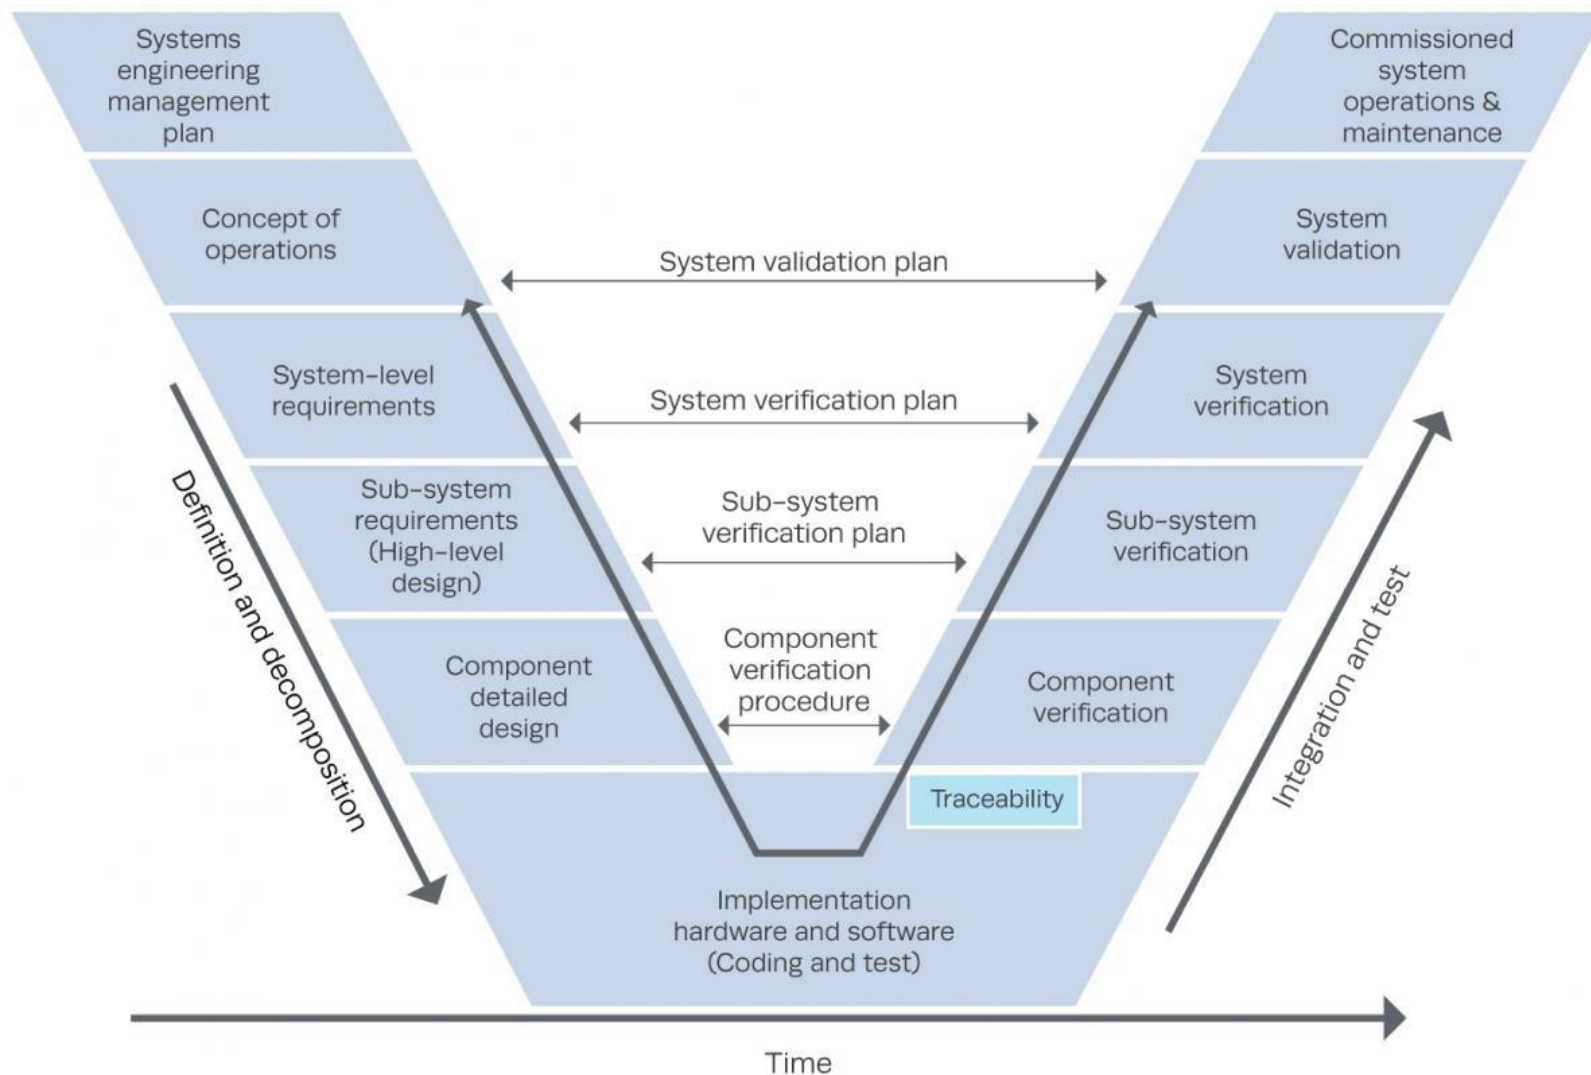 Systems
engineering
management
plan
Commissioned
system
operations &
maintenance
Concept of
operations
System
validation
System validation plan
System-level
requirements
System verification plan
System
verification
Sub-system
requirements
(High-level
design)
Sub-system
verification plan
Sub-system
verification
Component
detailed
design
Component
verification
procedure
Component
verification
Definition and decomposition
Integration and test
Traceability
Implementation
hardware and software
(Coding and test)
Time